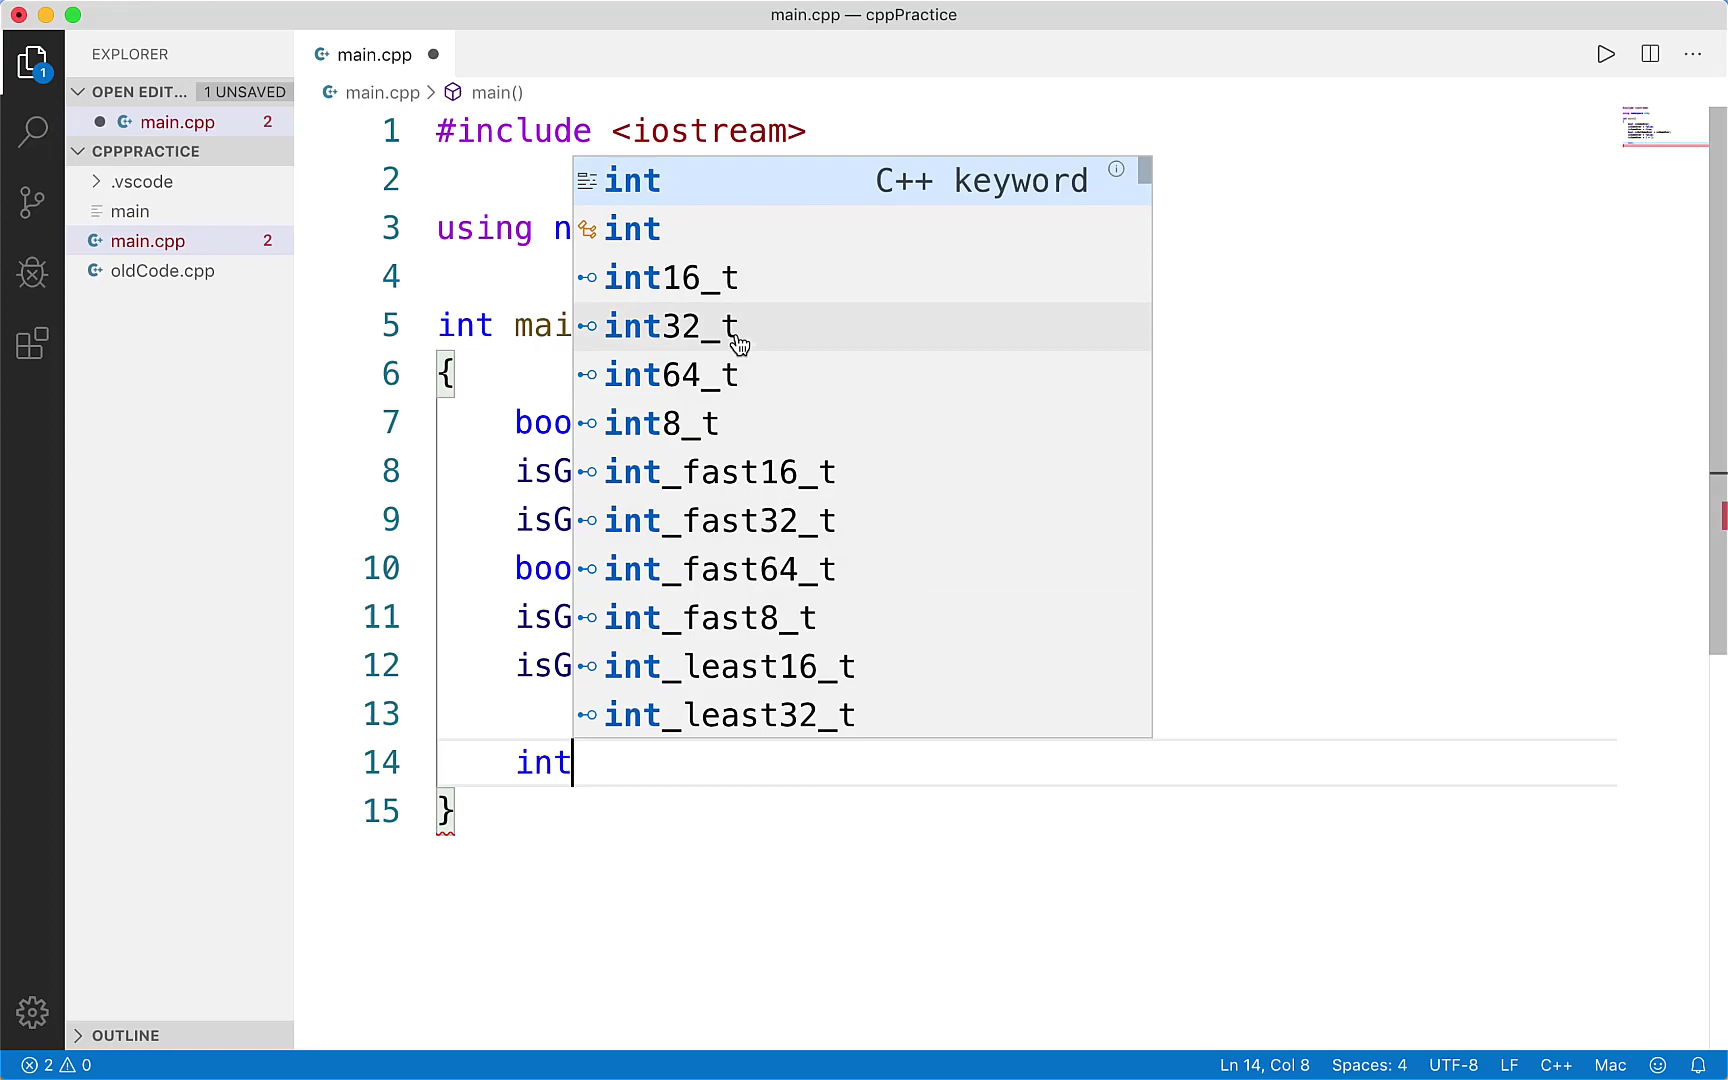 main.cpp — cppPractice
EXPLORER
main.cpp
OPEN EDIT... 1 UNSAVED
main.cpp > main()
main.cpp 2
CPPPRACTICE
.vscode
main
main.cpp 2
oldCode.cpp
1 #include <iostream>
2
3 using n
4
5 int mai
6 {
7 boo
8 isG
9 isG
10 boo
11 isG
12 isG
13
14 int
15 }
int C++ keyword
int
int16_t
int32_t
int64_t
int8_t
int_fast16_t
int_fast32_t
int_fast64_t
int_fast8_t
int_least16_t
int_least32_t
OUTLINE
2 0 Ln 14, Col 8 Spaces: 4 UTF-8 LF C++ Mac